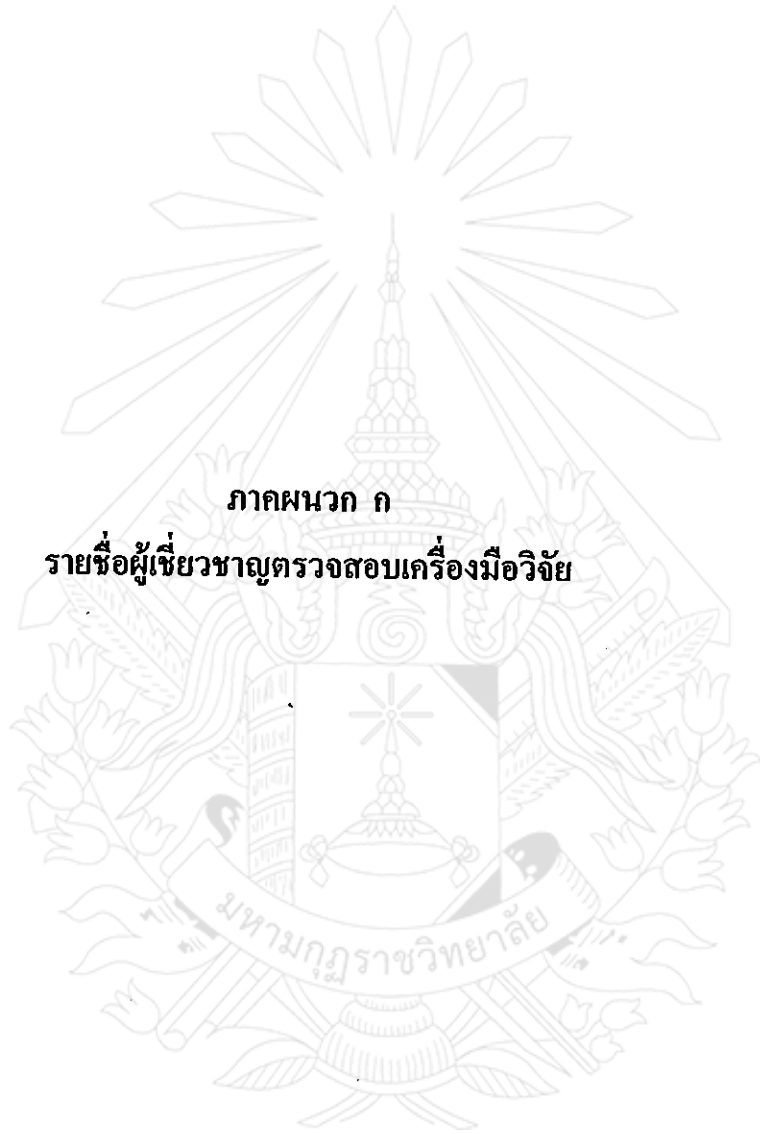 ภาคผนวก ก
รายชื่อผู้เชี่ยวชาญตรวจสอบเครื่องมือวิจัย
มหามกุฏราชวิทยาลัย